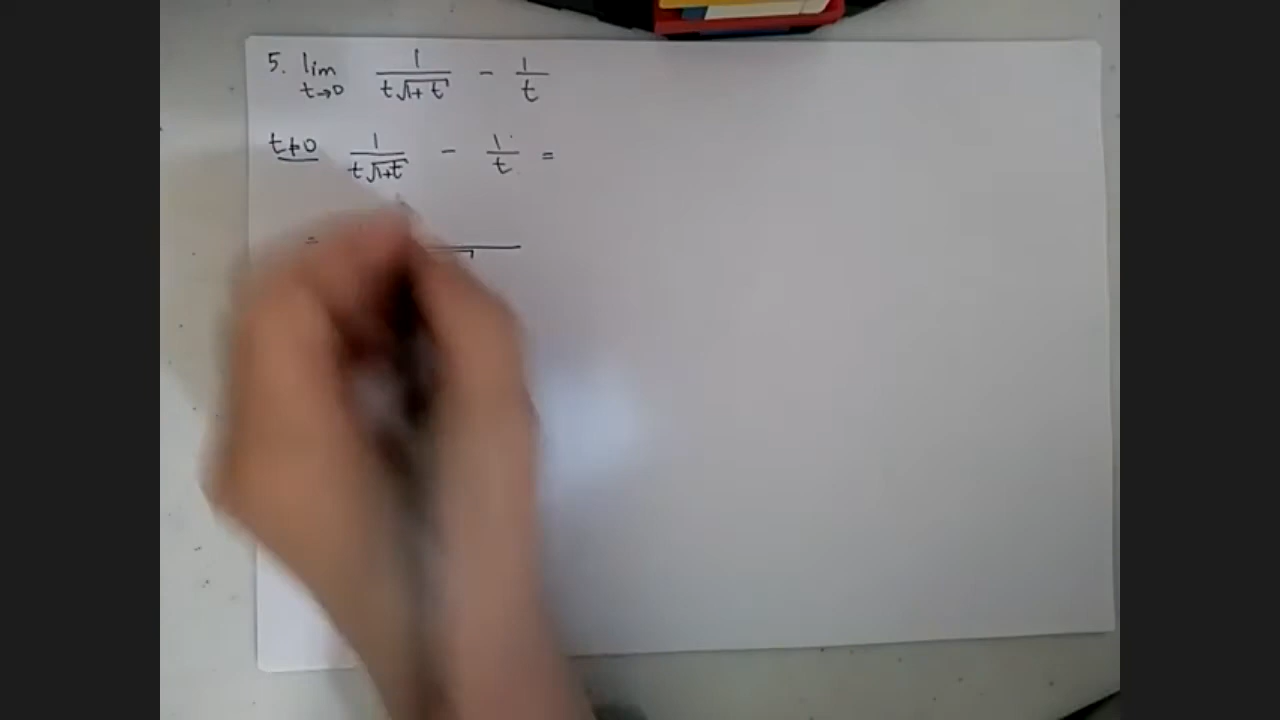 5. lim t→0 1/(t√(1+t)) - 1/t
t≠0 1/(t√(1+t)) - 1/t =
=